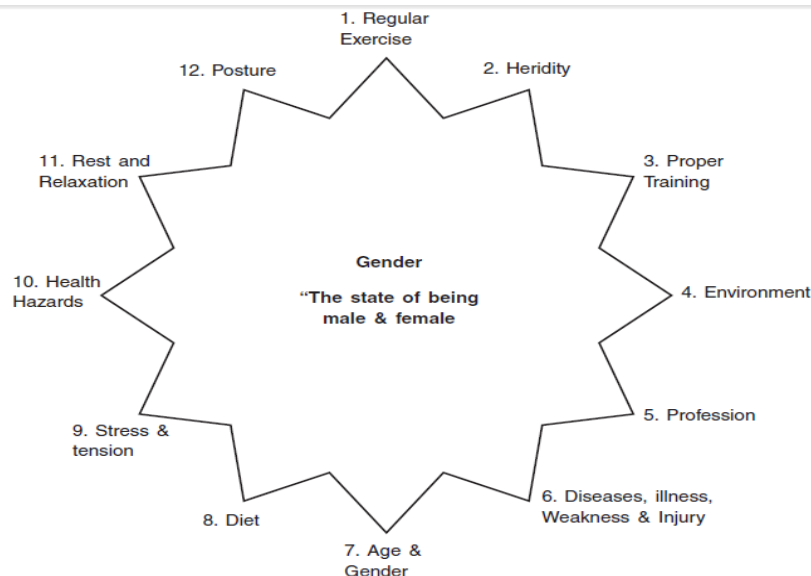 1. Regular
Exercise
2. Heridity
3. Proper
Training
4. Environment
5. Profession
6. Diseases, illness,
Weakness & Injury
7. Age &
Gender
8. Diet
9. Stress &
tension
10. Health
Hazards
11. Rest and
Relaxation
12. Posture
Gender
“The state of being
male & female